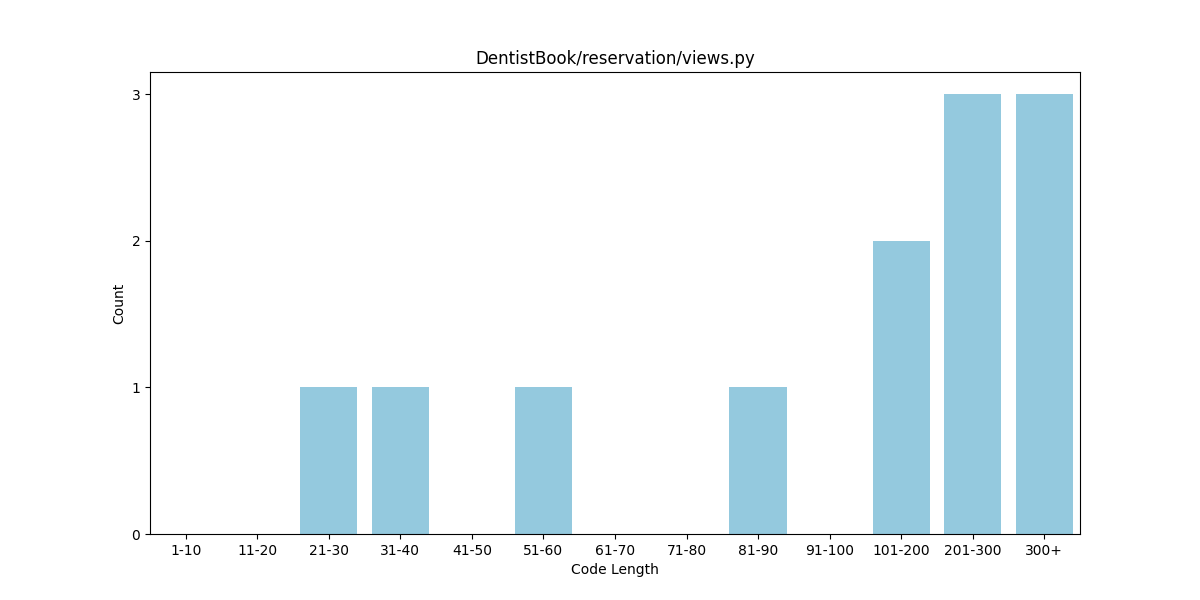 DentistBook/reservation/views.py
Count
3
2
1
0
1-10 11-20 21-30 31-40 41-50 51-60 61-70 71-80 81-90 91-100 101-200 201-300 300+
Code Length